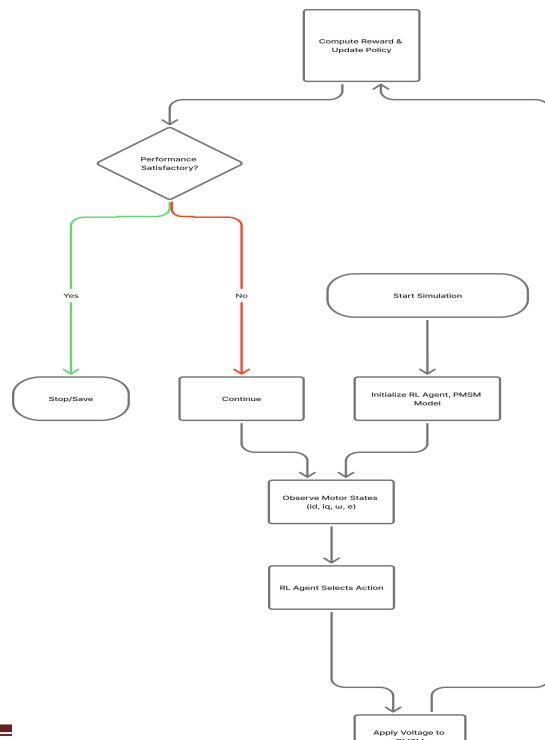 Compute Reward &
Update Policy
Performance
Satisfactory?
Yes
No
Start Simulation
Stop/Save
Continue
Initialize RL Agent, PMSM
Model
Observe Motor States
(id, iq, ω, e)
RL Agent Selects Action
Apply Voltage to